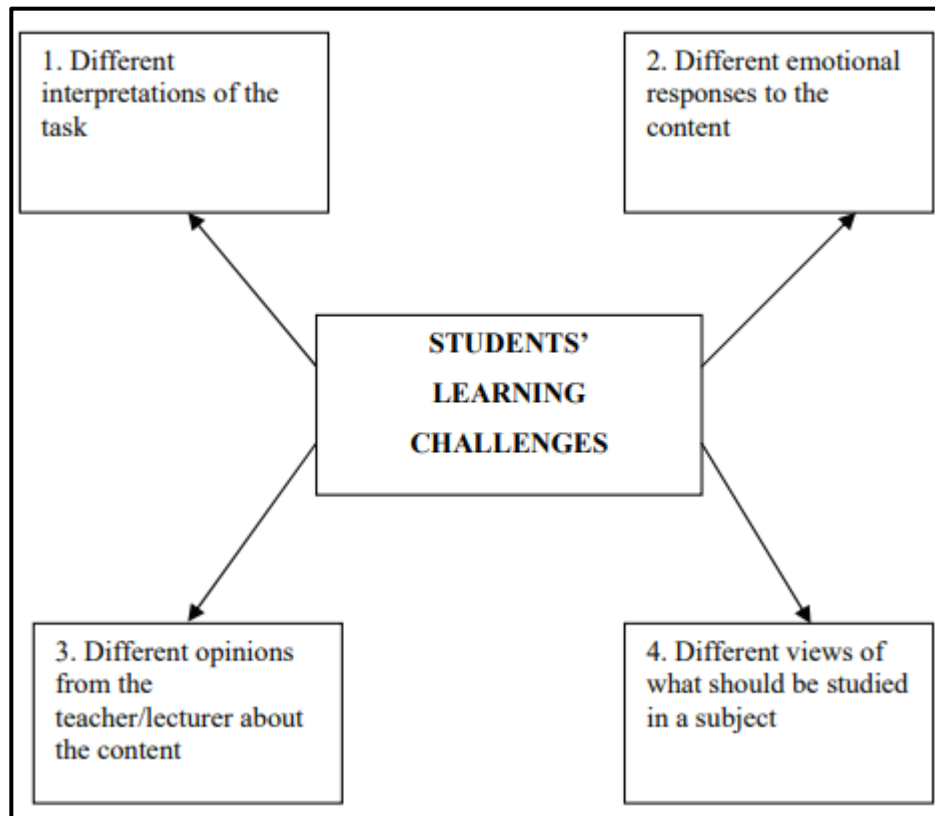 1. Different
interpretations of the
task
2. Different emotional
responses to the
content
STUDENTS’
LEARNING
CHALLENGES
3. Different opinions
from the
teacher/lecturer about
the content
4. Different views of
what should be studied
in a subject